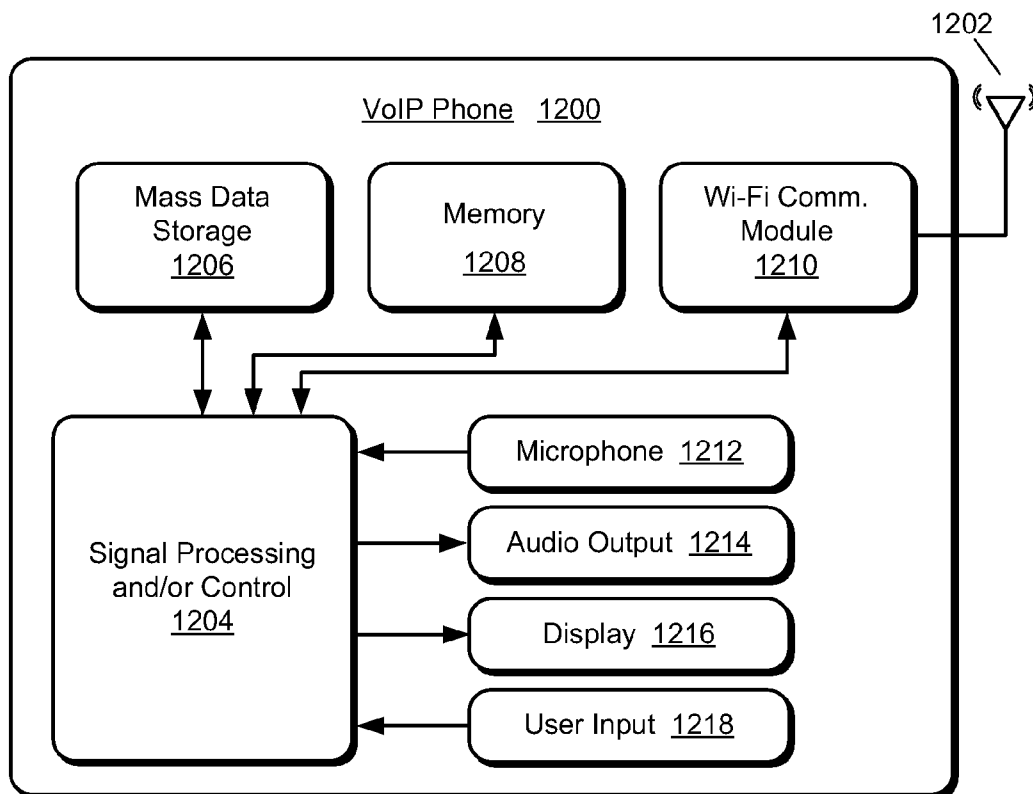 1202
VoIP Phone 1200
Mass Data
Storage
1206
Memory
1208
Wi-Fi Comm.
Module
1210
Signal Processing
and/or Control
1204
Microphone 1212
Audio Output 1214
Display 1216
User Input 1218